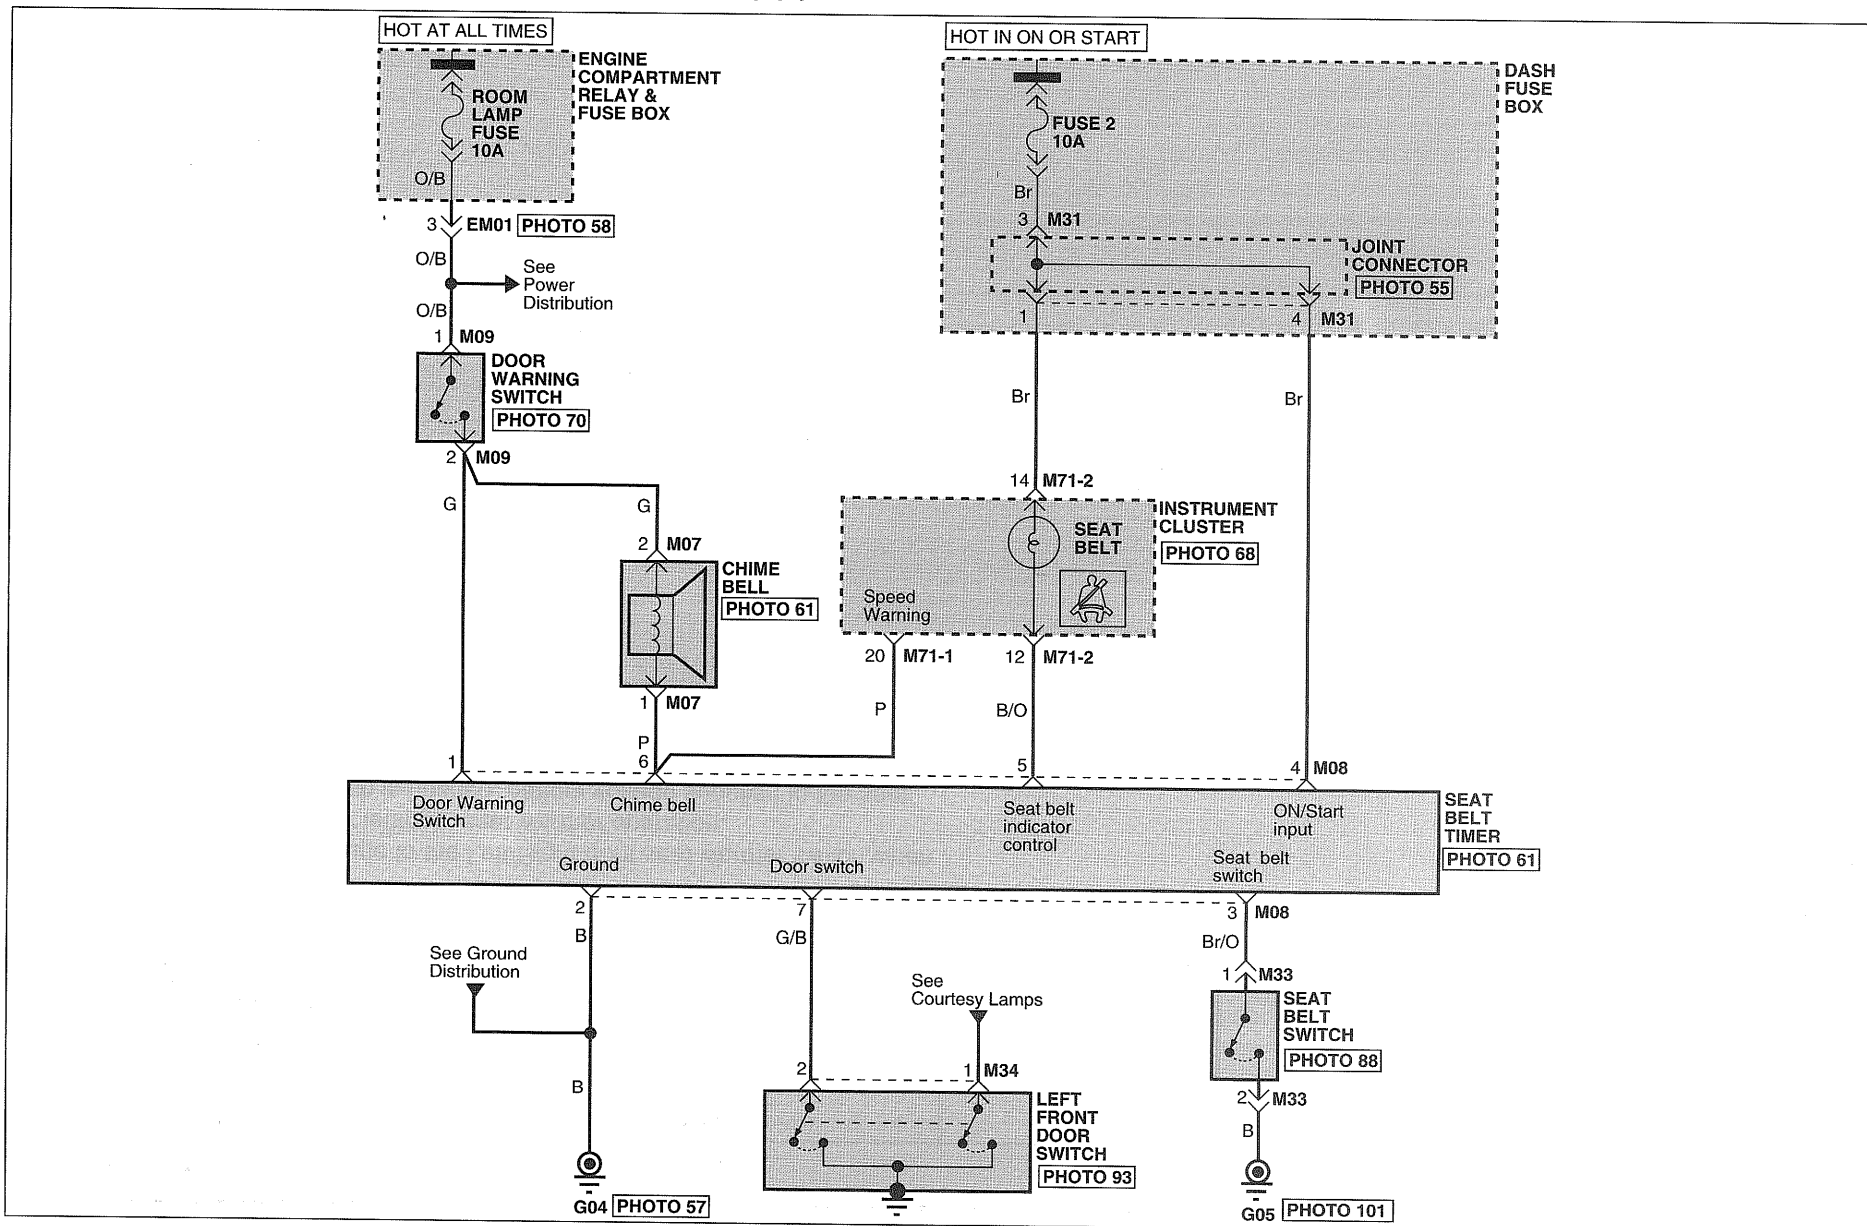 HOT AT ALL TIMES
HOT IN ON OR START
ENGINE
COMPARTMENT
RELAY &
FUSE BOX
ROOM
LAMP
FUSE
10A
O/B
3 EM01 PHOTO 58
O/B
See
Power
Distribution
O/B
1 M09
DOOR
WARNING
SWITCH
PHOTO 70
2 M09
G
G
2 M07
CHIME
BELL
PHOTO 61
1 M07
P
DASH
FUSE
BOX
FUSE 2
10A
Br
3 M31
JOINT
CONNECTOR
PHOTO 55
1
4 M31
Br
Br
14 M71-2
INSTRUMENT
CLUSTER
PHOTO 68
SEAT
BELT
Speed
Warning
20 M71-1
12 M71-2
P
B/O
1
6
5
4 M08
Door Warning
Switch
Chime bell
Seat belt
indicator
control
ON/Start
input
SEAT
BELT
TIMER
PHOTO 61
Ground
Door switch
Seat belt
switch
2
7
3 M08
B
G/B
Br/O
See Ground
Distribution
B
G04 PHOTO 57
See
Courtesy Lamps
2
1 M34
LEFT
FRONT
DOOR
SWITCH
PHOTO 93
1 M33
SEAT
BELT
SWITCH
PHOTO 88
2 M33
B
G05 PHOTO 101